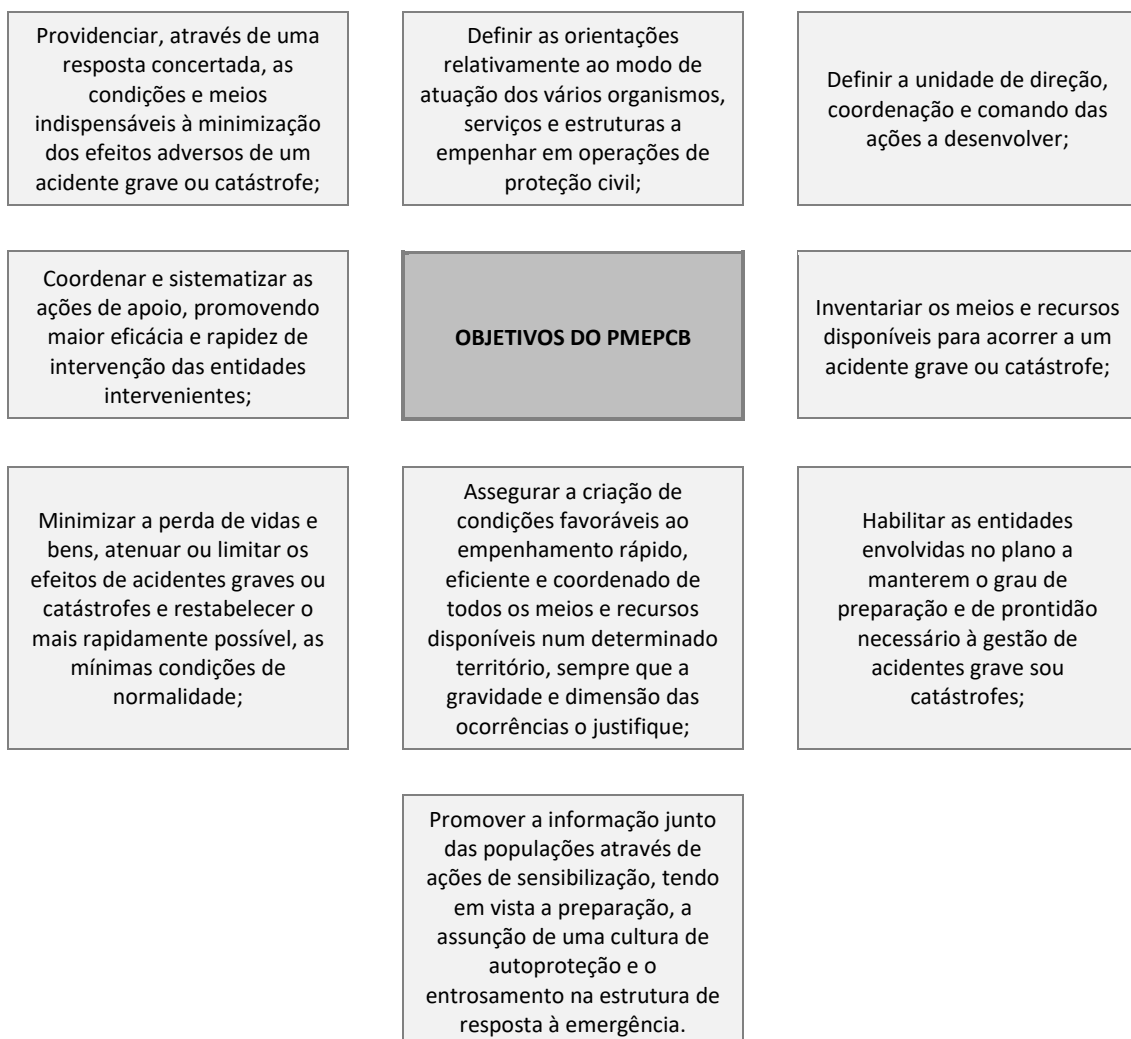 Providenciar, através de uma
resposta concertada, as
condições e meios
indispensáveis à minimização
dos efeitos adversos de um
acidente grave ou catástrofe;
Definir as orientações
relativamente ao modo de
atuação dos vários organismos,
serviços e estruturas a
empenhar em operações de
proteção civil;
Definir a unidade de direção,
coordenação e comando das
ações a desenvolver;
Coordenar e sistematizar as
ações de apoio, promovendo
maior eficácia e rapidez de
intervenção das entidades
intervenientes;
OBJETIVOS DO PMEPCB
Inventariar os meios e recursos
disponíveis para acorrer a um
acidente grave ou catástrofe;
Minimizar a perda de vidas e
bens, atenuar ou limitar os
efeitos de acidentes graves ou
catástrofes e restabelecer o
mais rapidamente possível, as
mínimas condições de
normalidade;
Assegurar a criação de
condições favoráveis ao
empenhamento rápido,
eficiente e coordenado de
todos os meios e recursos
disponíveis num determinado
território, sempre que a
gravidade e dimensão das
ocorrências o justifique;
Habilitar as entidades
envolvidas no plano a
manterem o grau de
preparação e de prontidão
necessário à gestão de
acidentes grave sou
catástrofes;
Promover a informação junto
das populações através de
ações de sensibilização, tendo
em vista a preparação, a
assunção de uma cultura de
autoproteção e o
entrosamento na estrutura de
resposta à emergência.